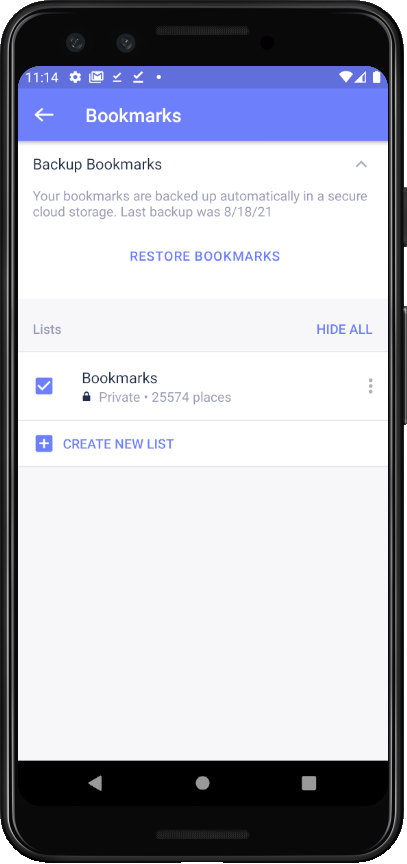 11:14
Bookmarks
Backup Bookmarks
Your bookmarks are backed up automatically in a secure
cloud storage. Last backup was 8/18/21
RESTORE BOOKMARKS
Lists HIDE ALL
Bookmarks
Private • 25574 places
CREATE NEW LIST